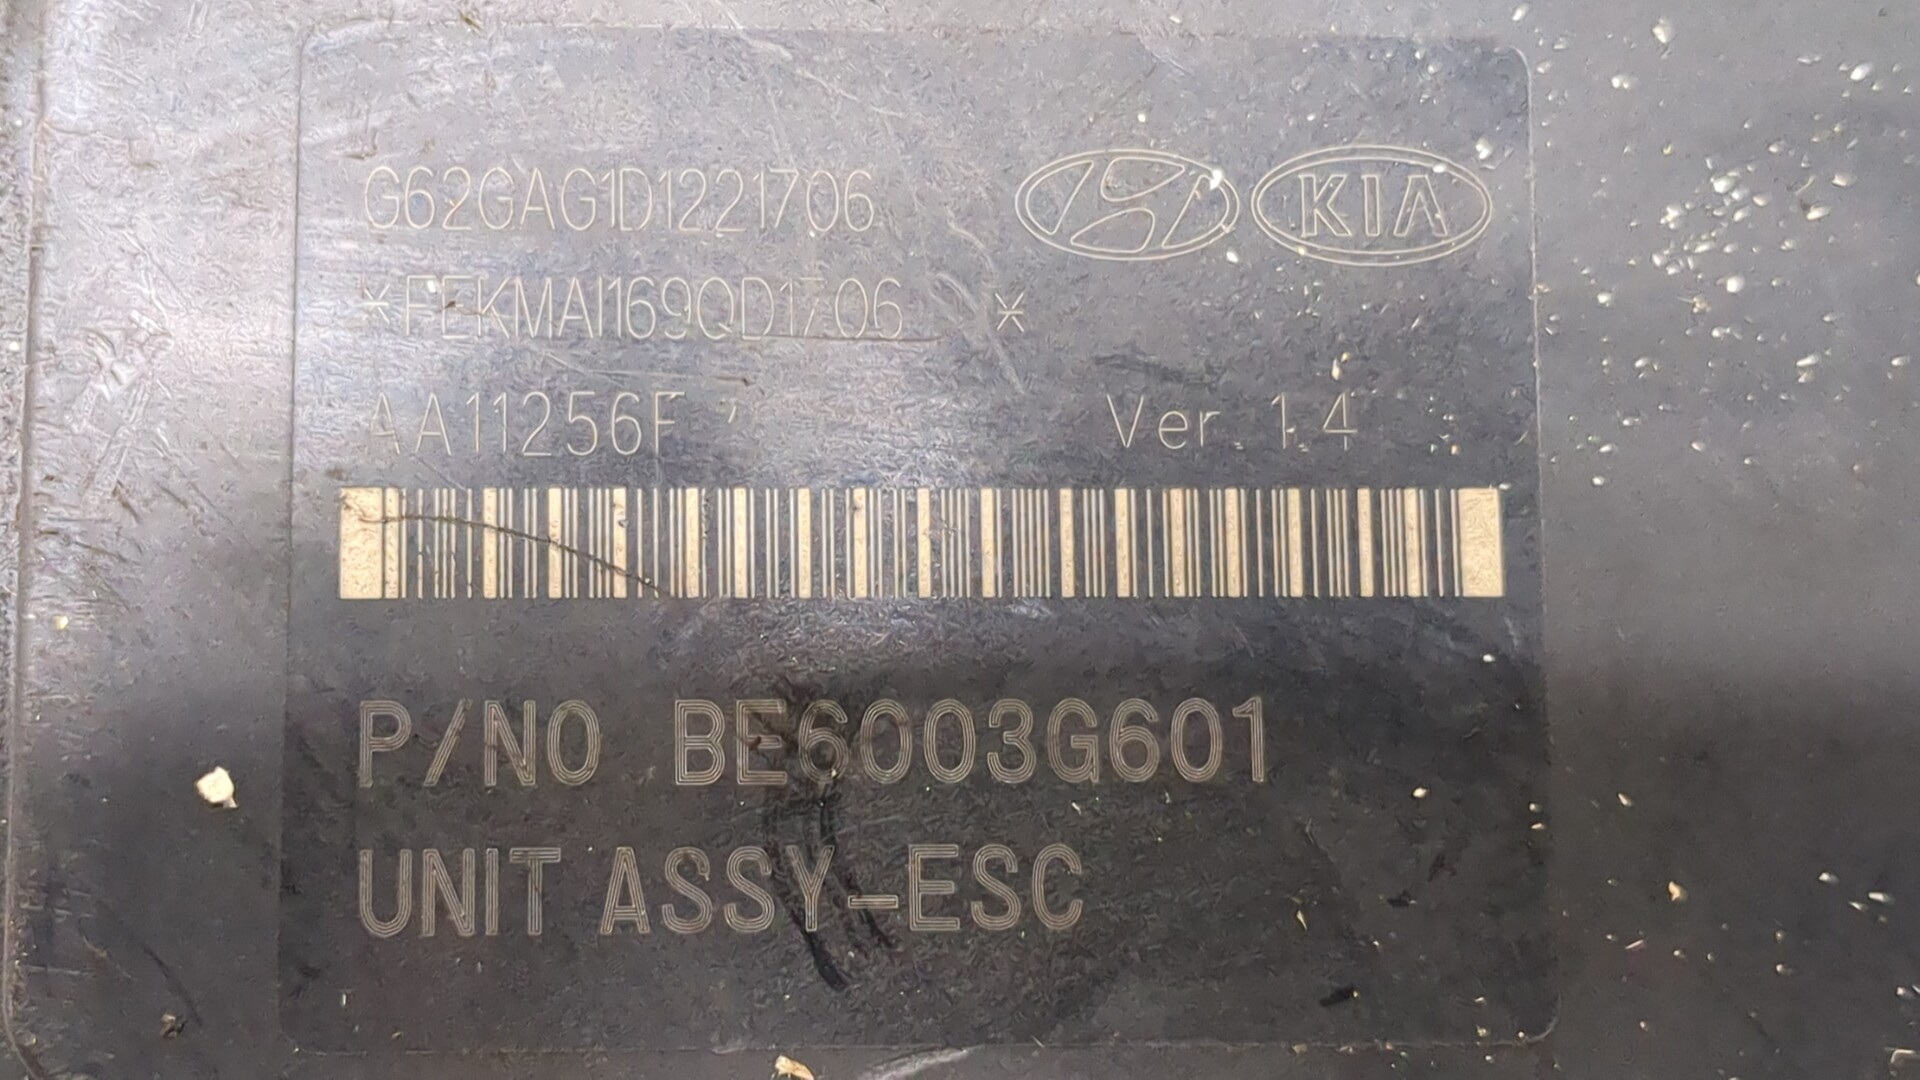 G62GAG1D1221706
KIA
*FEKMAI169QD1706 *
AA11256F
Ver 1.4
P/NO BE6003G601
UNIT ASSY-ESC